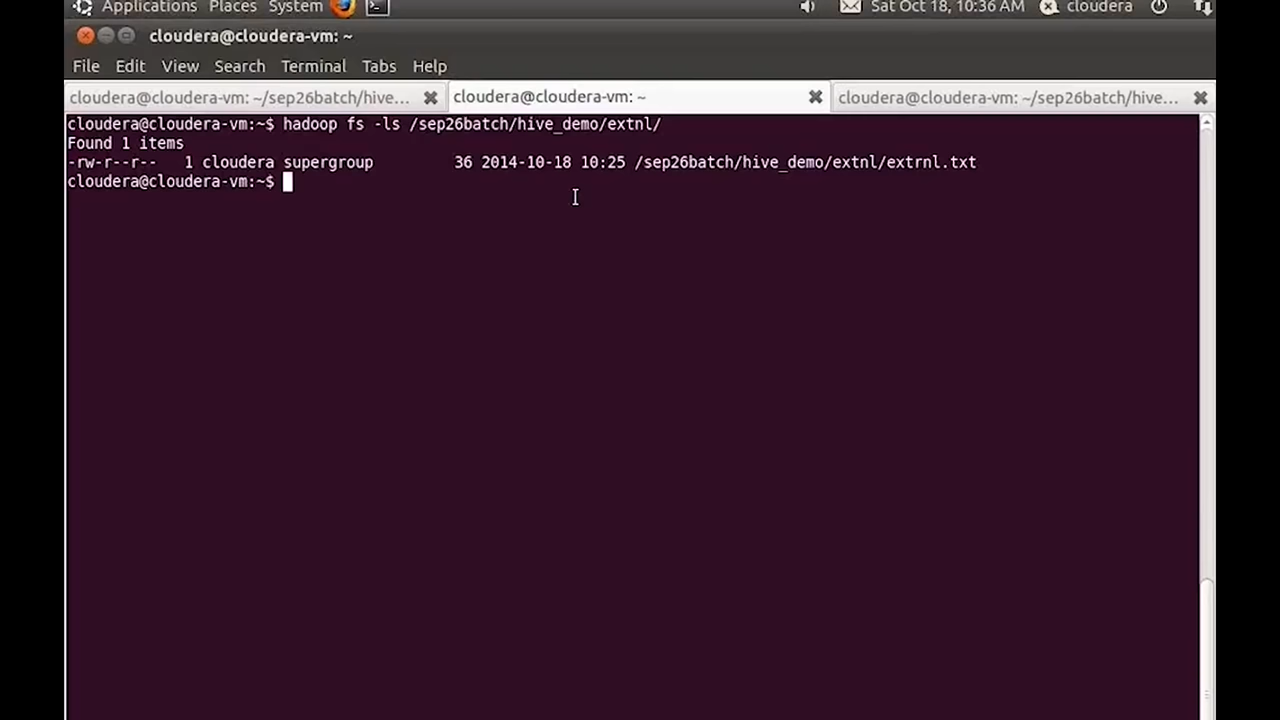 Applications Places System Sat Oct 18, 10:36 AM cloudera
cloudera@cloudera-vm: ~
File Edit View Search Terminal Tabs Help
cloudera@cloudera-vm: ~/sep26batch/hive... cloudera@cloudera-vm: ~ cloudera@cloudera-vm: ~/sep26batch/hive...
cloudera@cloudera-vm:~$ hadoop fs -ls /sep26batch/hive_demo/extnl/
Found 1 items
-rw-r--r--   1 cloudera supergroup         36 2014-10-18 10:25 /sep26batch/hive_demo/extnl/extrnl.txt
cloudera@cloudera-vm:~$